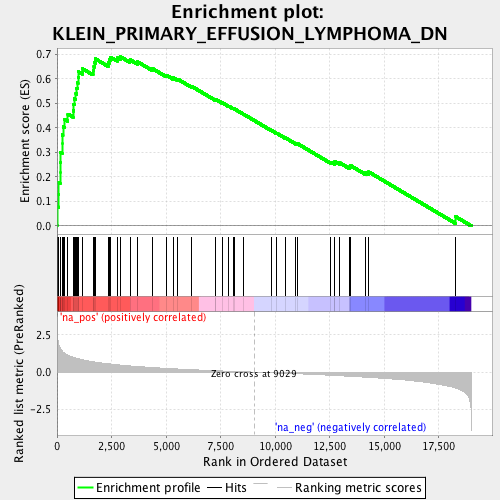 Enrichment plot:
KLEIN_PRIMARY_EFFUSION_LYMPHOMA_DN
Enrichment score (ES)
0.7
0.6
0.5
0.4
0.3
0.2
0.1
0.0
'na_pos' (positively correlated)
Ranked list metric (PreRanked)
2.5
0.0
-2.5
Zero cross at 9029
'na_neg' (negatively correlated)
0 2,500 5,000 7,500 10,000 12,500 15,000 17,500
Rank in Ordered Dataset
Enrichment profile Hits Ranking metric scores